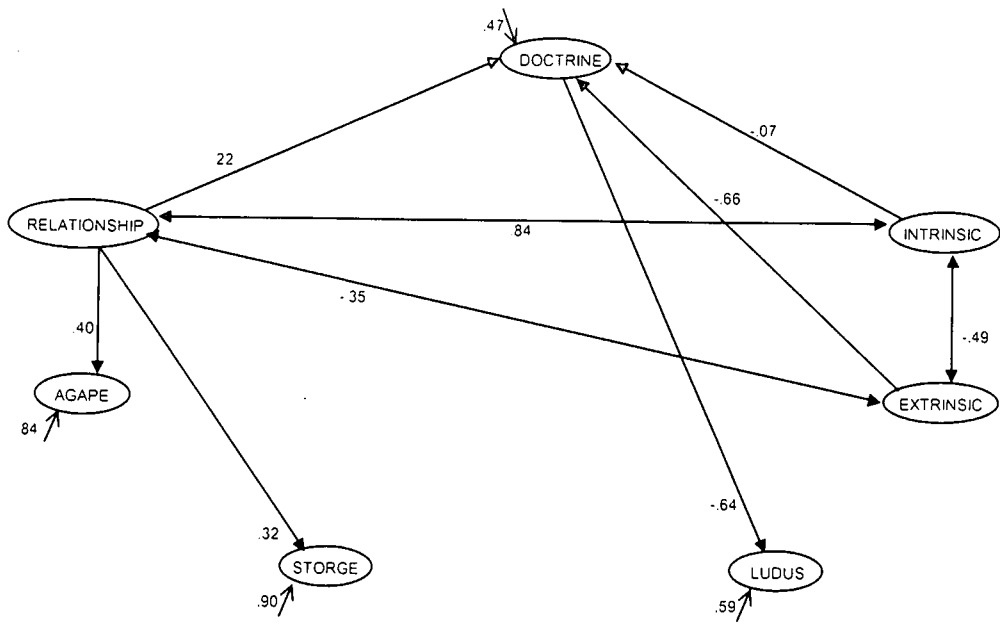 .47
DOCTRINE
-.07
22
-.66
RELATIONSHIP
.84
INTRINSIC
-.35
-.49
.40
AGAPE
EXTRINSIC
84
-.64
.32
STORGE
LUDUS
.90
.59